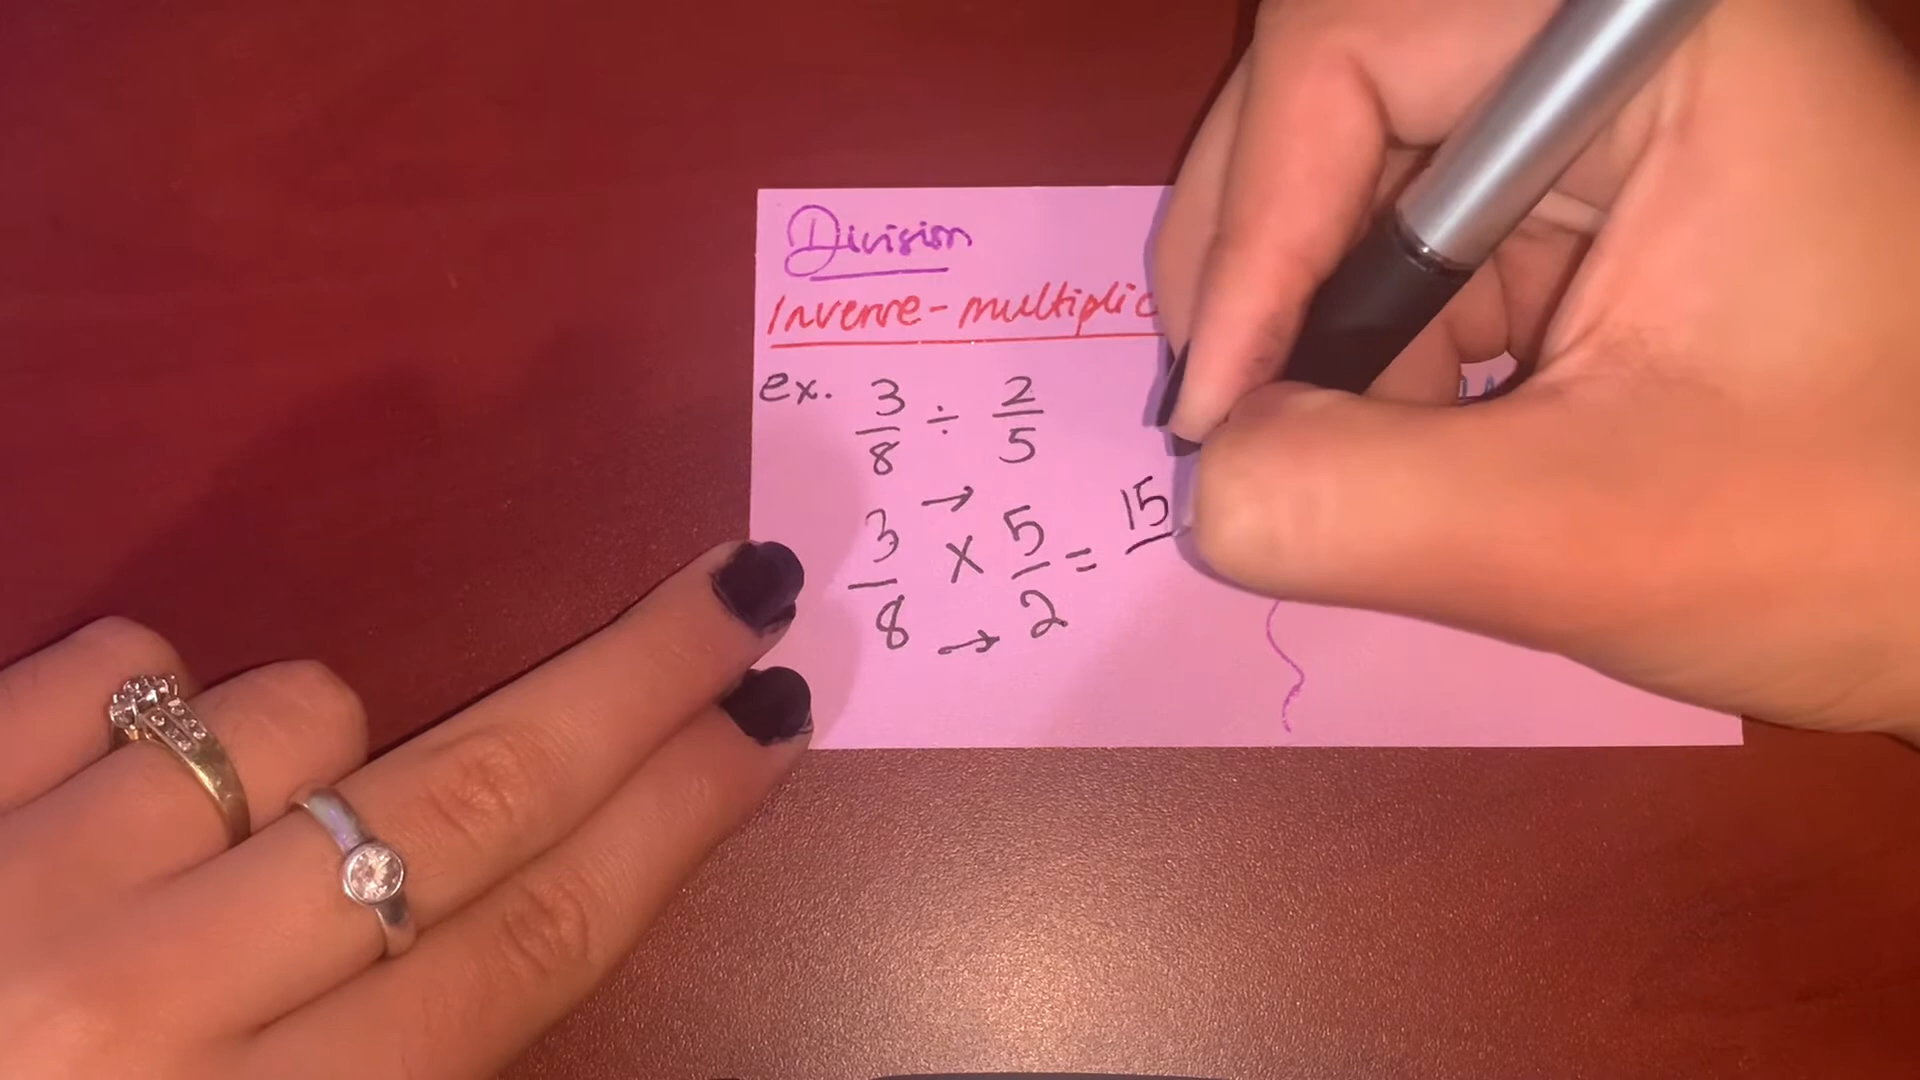 Division
Inverse-multiplic
ex. 3/8 ÷ 2/5
→
3/8 × 5/2 = 15
→